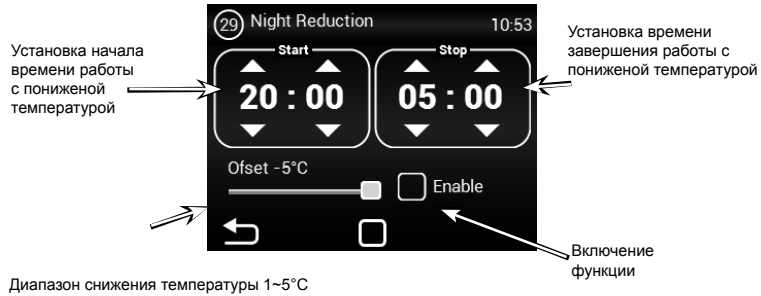 29 Night Reduction 10:53
Установка начала
времени работы
с пониженой
температурой
Start
20 : 00
Stop
05 : 00
Установка времени
завершения работы с
пониженой температурой
Ofset -5°C
Enable
Включение
функции
Диапазон снижения температуры 1~5°C